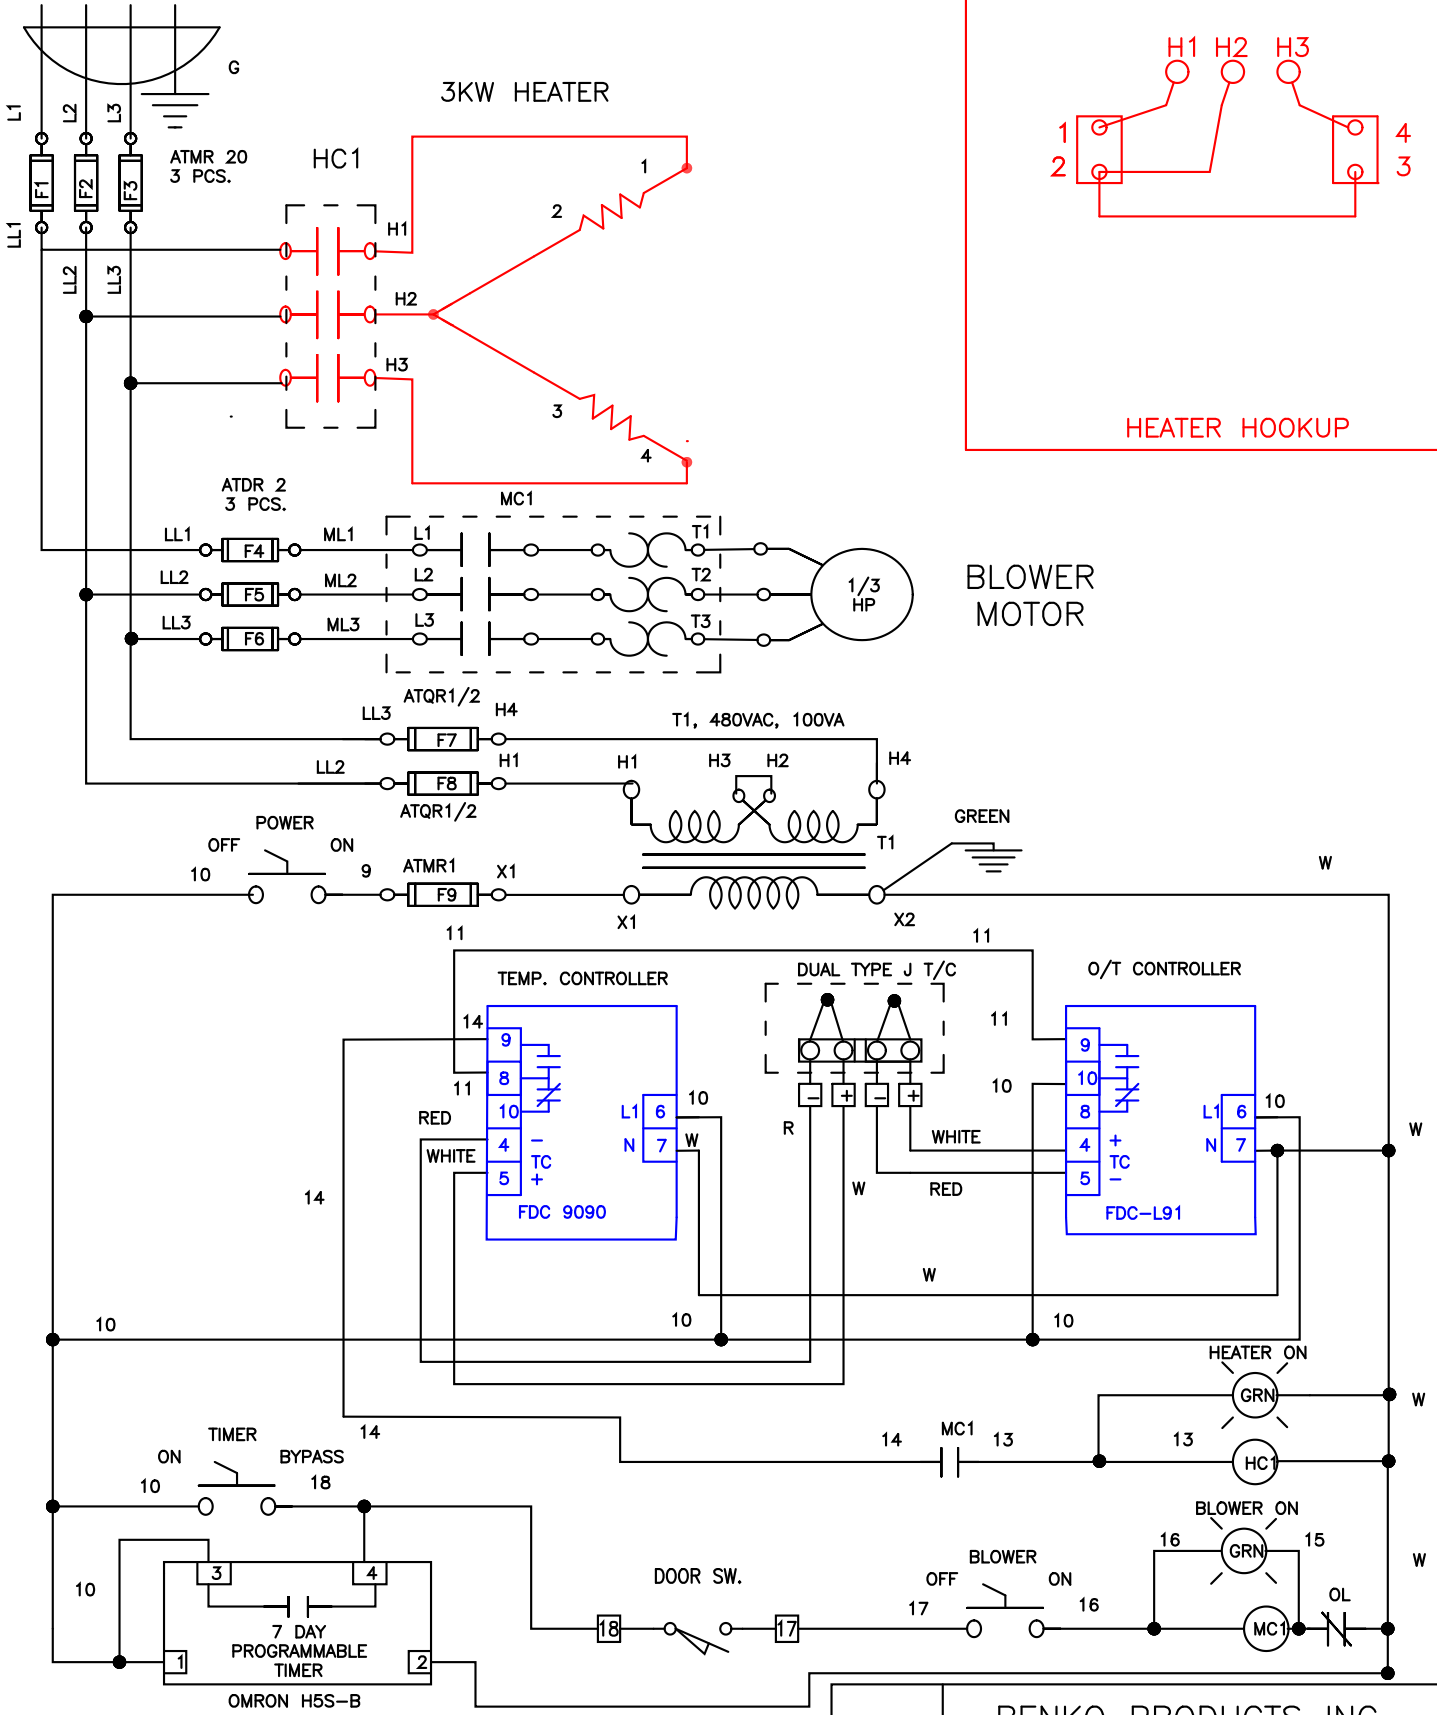 G
L1
L2
L3
ATMR 20
3 PCS.
F1
F2
F3
LL1
LL2
LL3
HC1
3KW HEATER
H1
H2
H3
1
2
3
4
H1 H2 H3
1
2
4
3
HEATER HOOKUP
ATDR 2
3 PCS.
MC1
LL1
F4
ML1
L1
T1
LL2
F5
ML2
L2
T2
LL3
F6
ML3
L3
T3
1/3
HP
BLOWER
MOTOR
ATQR1/2
LL3
F7
H4
T1, 480VAC, 100VA
LL2
F8
H1
ATQR1/2
H1
H3
H2
H4
T1
GREEN
POWER
OFF
ON
10
9
ATMR1
F9
X1
X1
X2
W
11
11
TEMP. CONTROLLER
DUAL TYPE J T/C
O/T CONTROLLER
14
9
11
8
10
RED
4
−
WHITE
TC
5
+
L1
6
10
N
7
W
FDC 9090
−
+
−
+
R
W
WHITE
RED
11
9
10
10
8
4
+
TC
5
−
L1
6
10
N
7
FDC−L91
W
14
W
10
10
10
HEATER ON
GRN
W
14
14
MC1
13
13
HC1
TIMER
ON
BYPASS
10
18
3
4
10
7 DAY
PROGRAMMABLE
TIMER
1
2
OMRON H5S−B
DOOR SW.
18
17
17
BLOWER
OFF
ON
16
BLOWER ON
16
GRN
15
MC1
OL
W
BENKO PRODUCTS INC